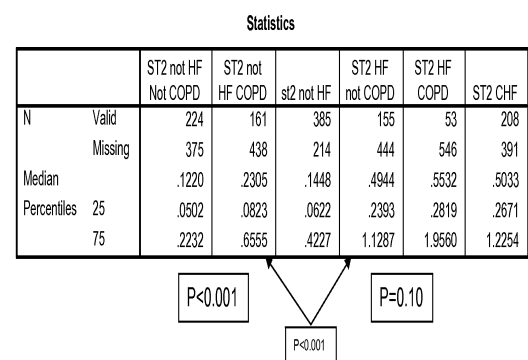 Statistics
ST2 not HF Not COPD ST2 not HF COPD st2 not HF ST2 HF not COPD ST2 HF COPD ST2 CHF
N Valid 224 161 385 155 53 208
Missing 375 438 214 444 546 391
Median .1220 .2305 .1448 .4944 .5532 .5033
Percentiles 25 .0502 .0823 .0622 .2393 .2819 .2671
75 .2232 .6555 .4227 1.1287 1.9560 1.2254
P<0.001 P=0.10
P<0.001